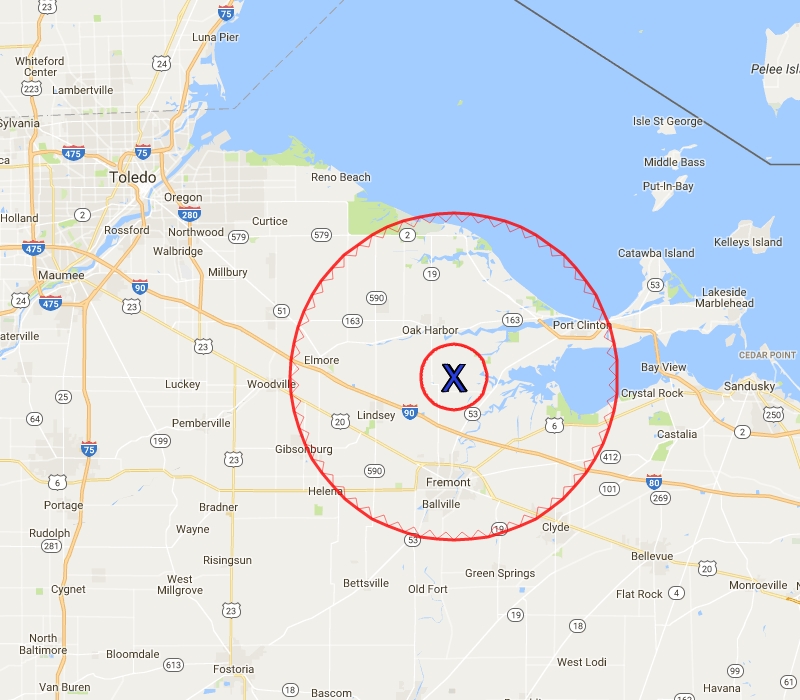 23
75
Luna Pier
24
Whiteford
Center
223
Lambertville
Pelee Isl
Sylvania
Isle St George
ca
475
75
Middle Bass
Toledo
Reno Beach
Put-In-Bay
Oregon
280
Holland
2
Curtice
Rossford
Northwood
579
579
2
Kelleys Island
475
Walbridge
Catawba Island
Maumee
Millbury
19
90
53
24
475
23
590
Lakeside
Marblehead
51
163
163
Port Clinton
aterville
Oak Harbor
23
Elmore
CEDAR POINT
Bay View
X
Luckey
Woodville
Sandusky
25
Crystal Rock
64
Pemberville
20
Lindsey
90
53
6
250
2
Castalia
199
75
23
Gibsonburg
412
590
6
Fremont
80
Helena
101
269
Havana
Portage
Bradner
Ballville
Rudolph
Wayne
19
Clyde
281
53
Risingsun
Bellevue
20
West
Millgrove
Green Springs
Cygnet
Bettsville
Old Fort
Flat Rock
4
Monroeville
N
23
19
18
North
Baltimore
Bloomdale
613
Fostoria
West Lodi
99
61
Van Buren
18
Bascom
162
Havana